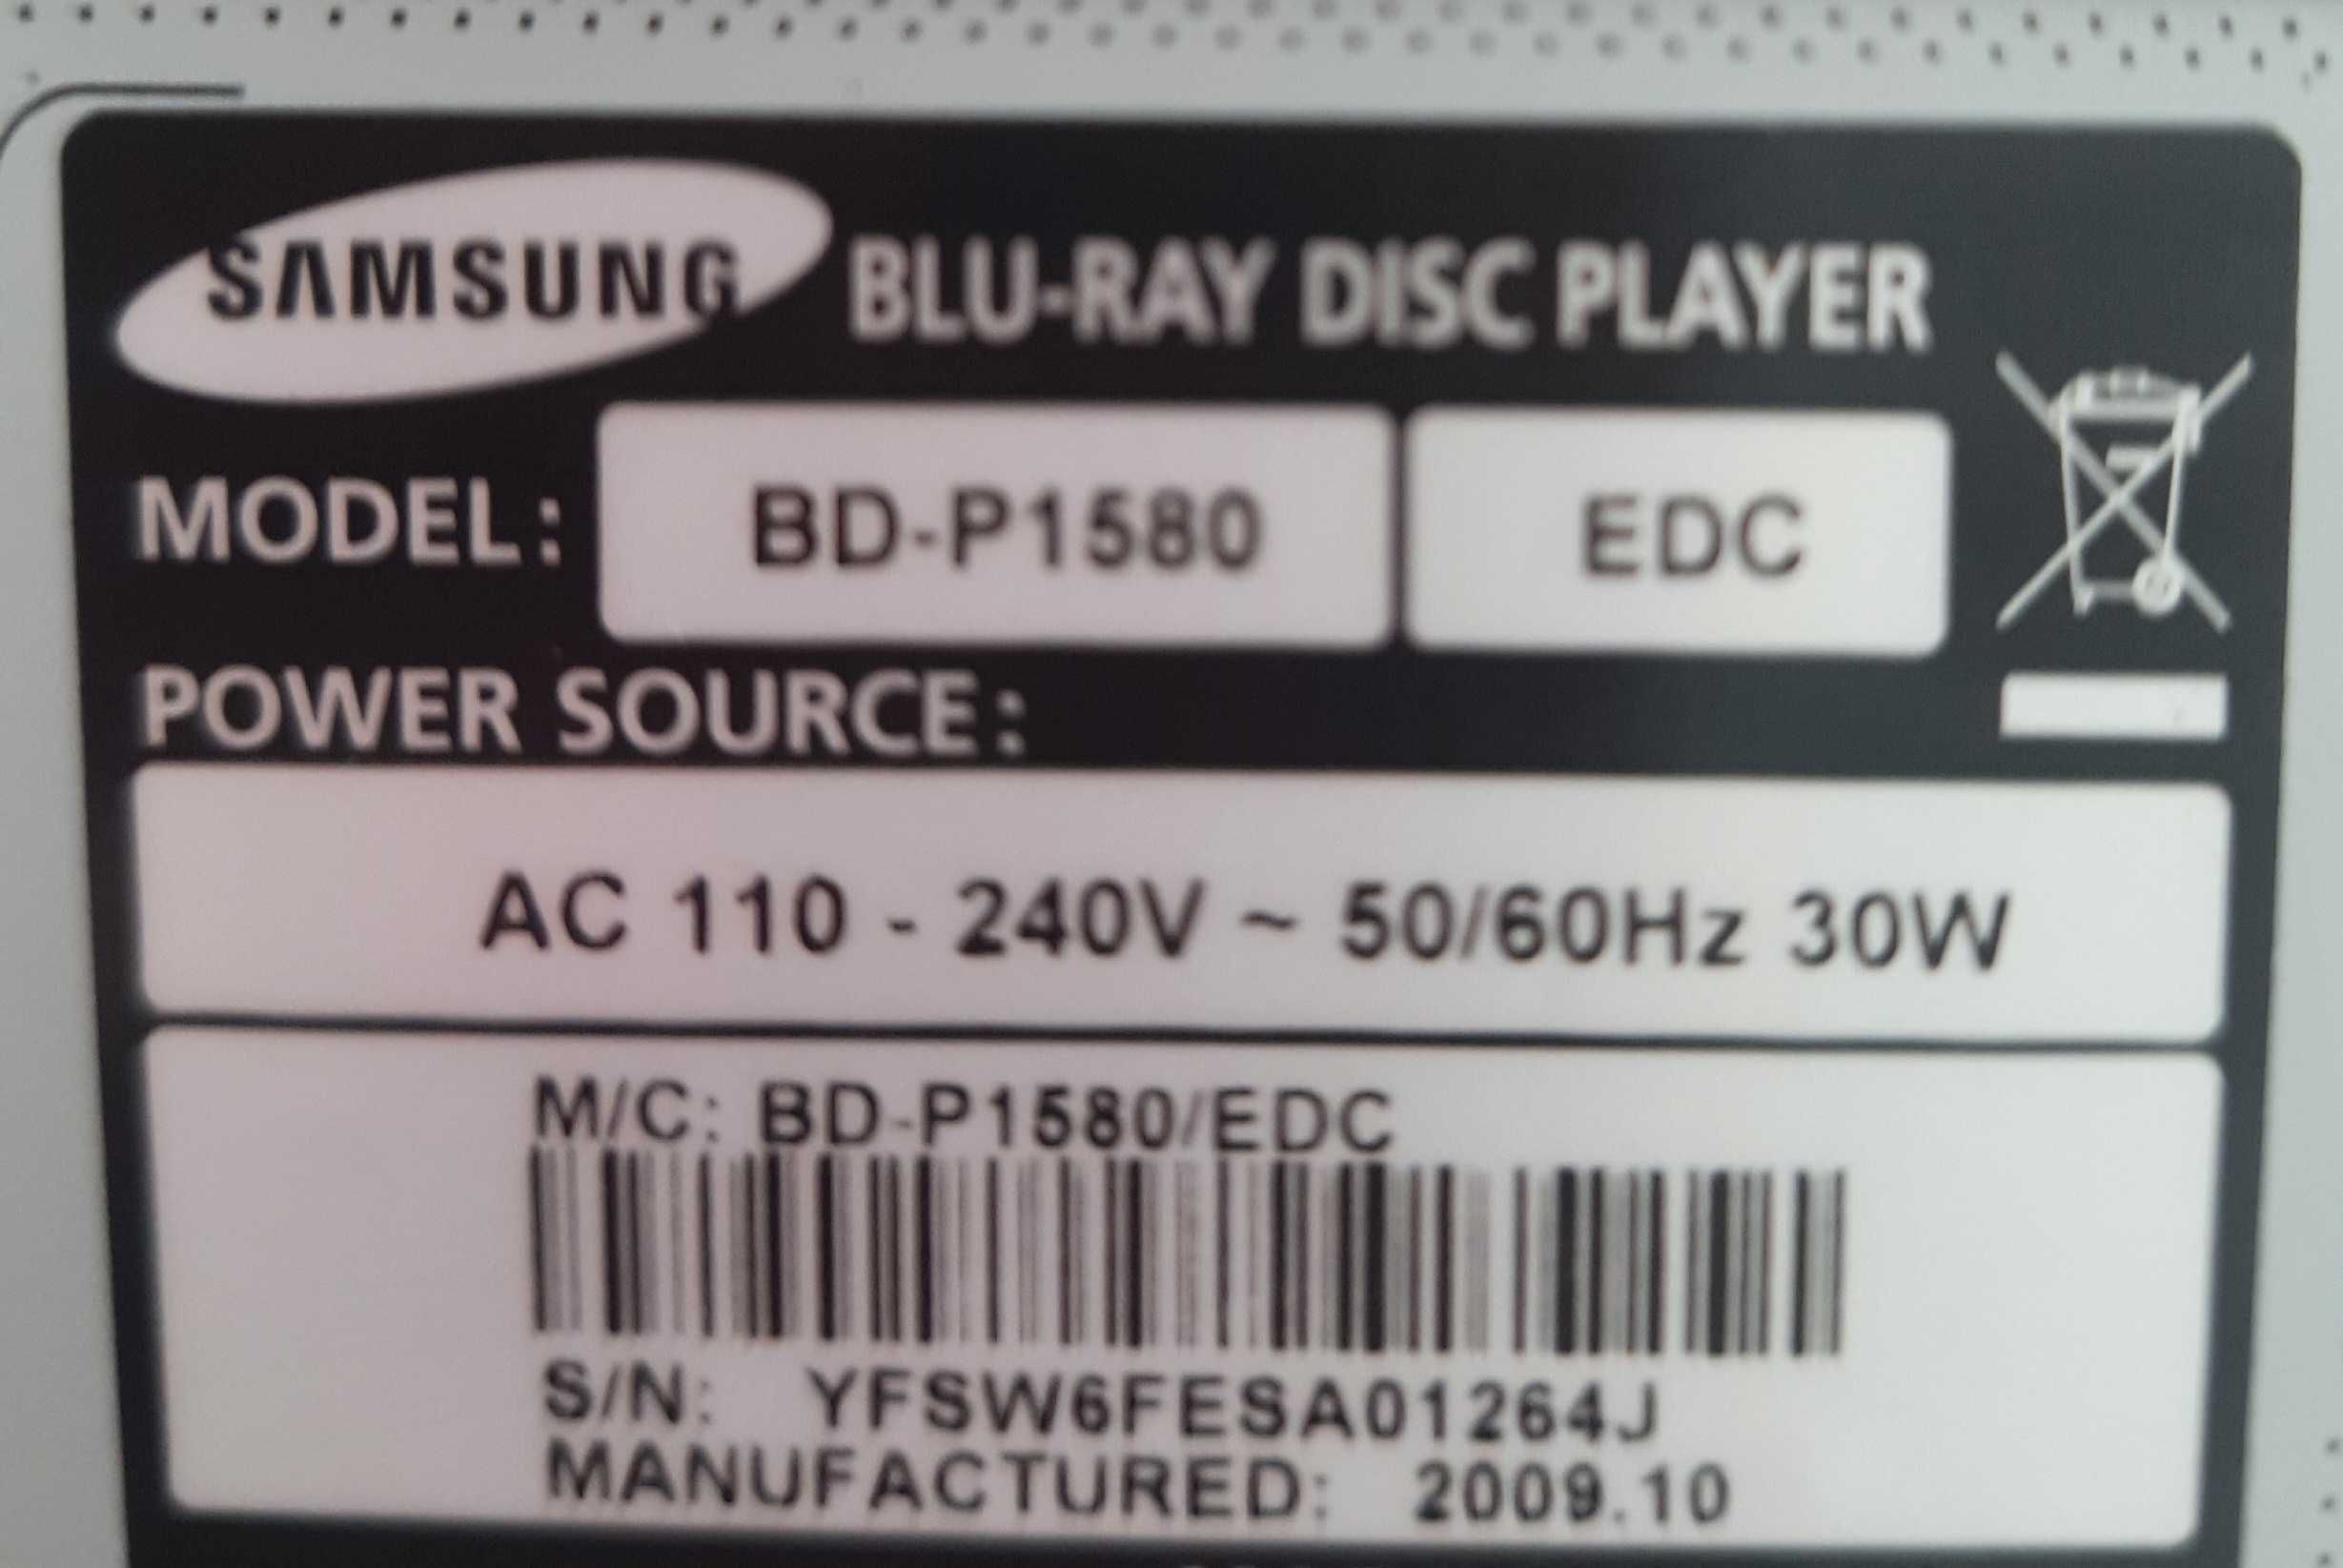 SAMSUNG BLU-RAY DISC PLAYER
MODEL: BD-P1580 EDC
POWER SOURCE:
AC 110 - 240V ~ 50/60Hz 30W
M/C: BD-P1580/EDC
S/N: YFSW6FESA01264J
MANUFACTURED: 2009.10